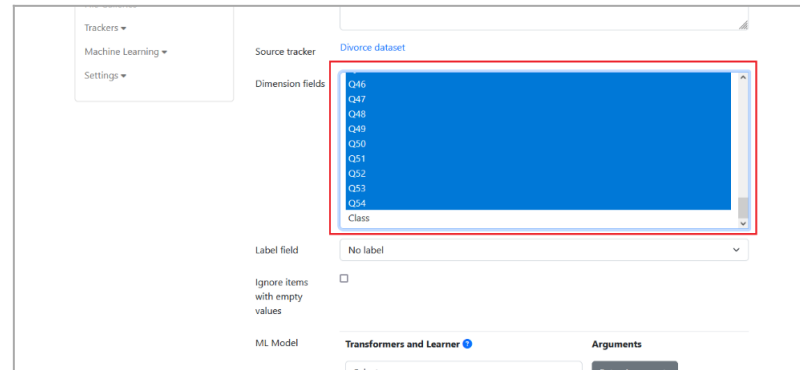 Trackers
Machine Learning
Settings
Source tracker
Divorce dataset
Dimension fields
Q46
Q47
Q48
Q49
Q50
Q51
Q52
Q53
Q54
Class
Label field
No label
Ignore items
with empty
values
ML Model
Transformers and Learner ?
Arguments